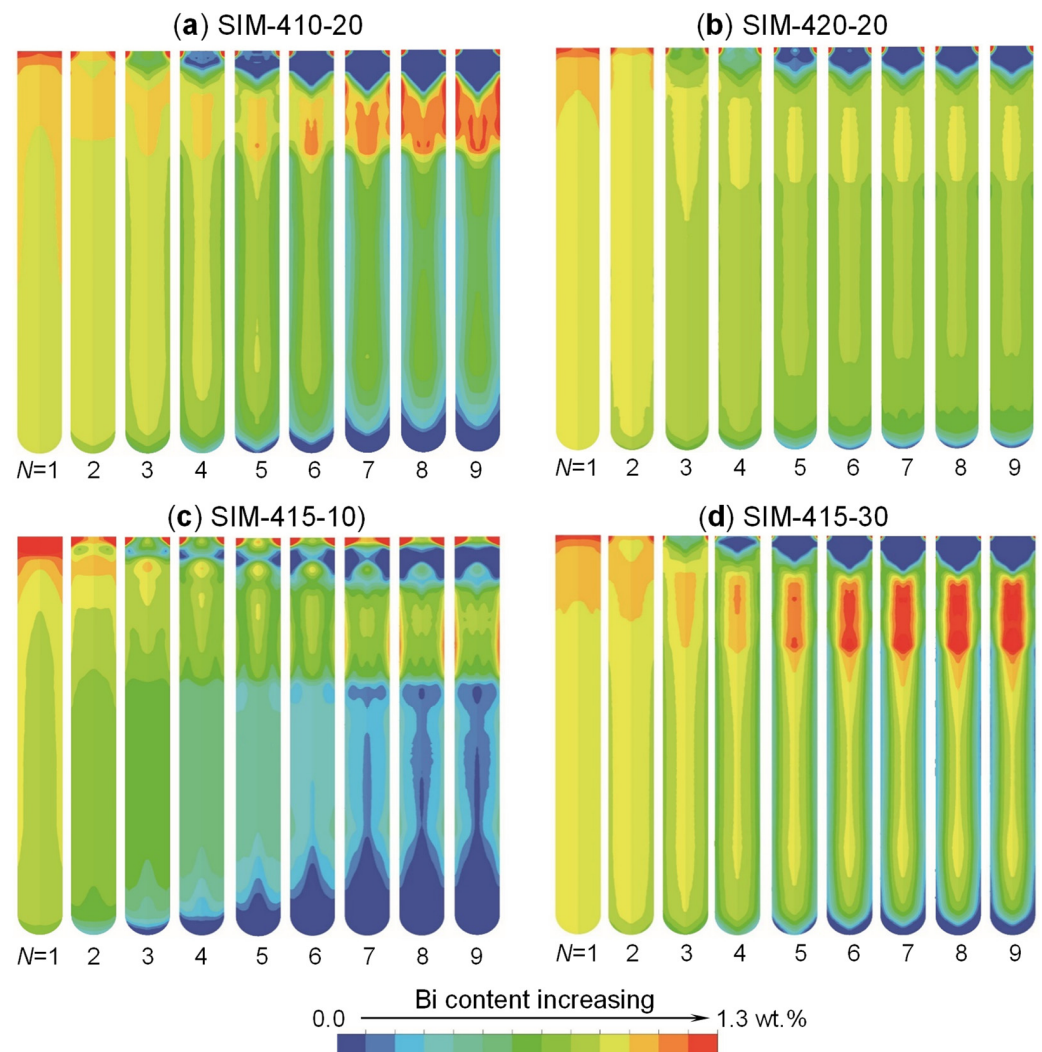 (a) SIM-410-20
(b) SIM-420-20
N=1 2 3 4 5 6 7 8 9
N=1 2 3 4 5 6 7 8 9
(c) SIM-415-10)
(d) SIM-415-30
N=1 2 3 4 5 6 7 8 9
N=1 2 3 4 5 6 7 8 9
Bi content increasing
0.0 1.3 wt.%